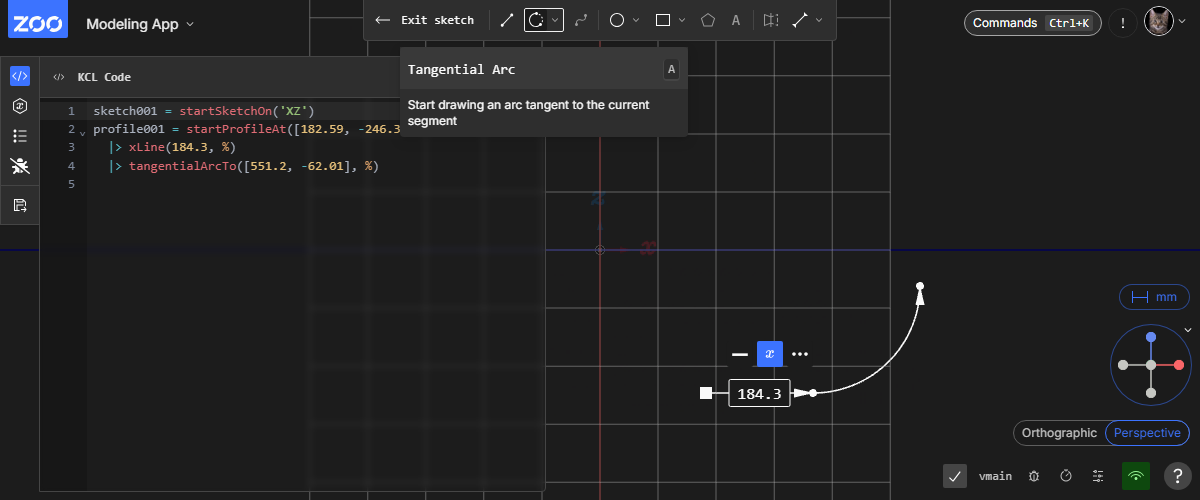 ZOO Modeling App
Exit sketch
A
Commands Ctrl+K
!
KCL Code
Tangential Arc A
Start drawing an arc tangent to the current
segment
1 sketch001 = startSketchOn('XZ')
2 profile001 = startProfileAt([182.59, -246.3
3 |> xLine(184.3, %)
4 |> tangentialArcTo([551.2, -62.01], %)
5
z
x
mm
x
184.3
Orthographic Perspective
vmain
?